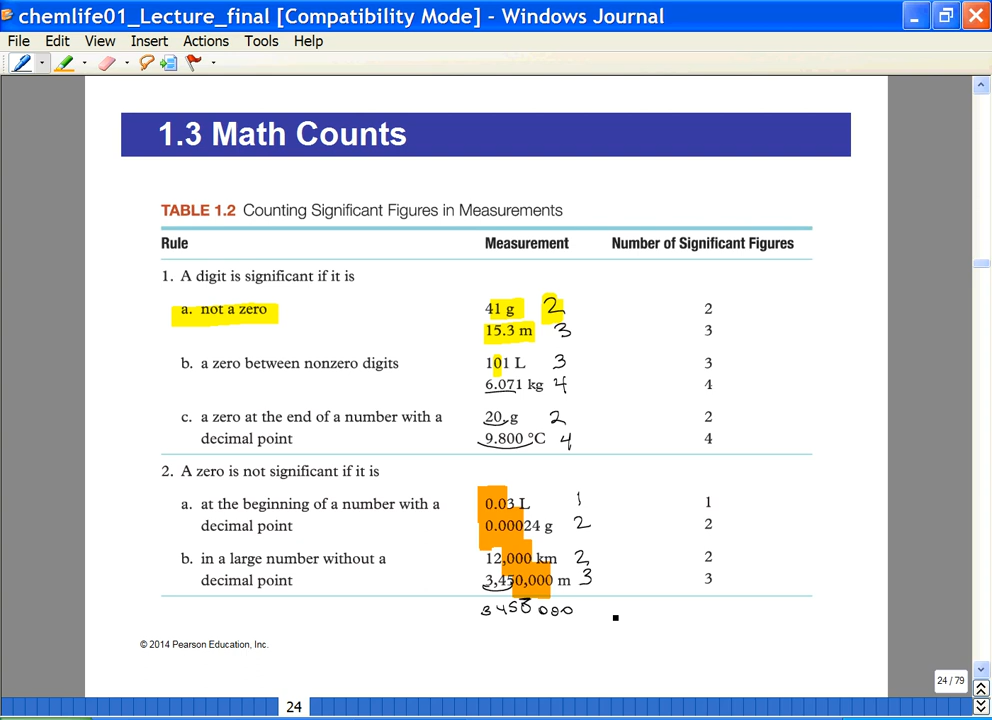 chemlife01_Lecture_final [Compatibility Mode] - Windows Journal
File Edit View Insert Actions Tools Help
1.3 Math Counts
TABLE 1.2 Counting Significant Figures in Measurements
Rule Measurement Number of Significant Figures
1. A digit is significant if it is
a. not a zero 41 g 2 2
15.3 m 3 3
b. a zero between nonzero digits 101 L 3 3
6.071 kg 4 4
c. a zero at the end of a number with a 20. g 2 2
decimal point 9.800 °C 4 4
2. A zero is not significant if it is
a. at the beginning of a number with a 0.03 L 1 1
decimal point 0.00024 g 2 2
b. in a large number without a 12,000 km 2 2
decimal point 3,450,000 m 3 3
3450000
© 2014 Pearson Education, Inc.
24 / 79
24